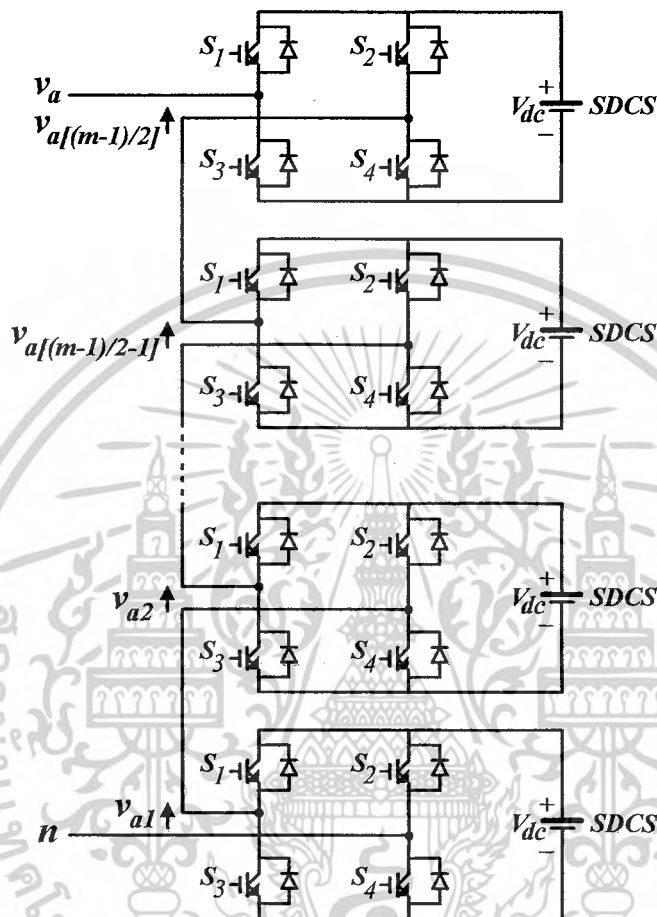 S1 S2
va
va[(m-1)/2] Vdc + - SDCS
S3 S4
S1 S2
va[(m-1)/2-1] Vdc + - SDCS
S3 S4
S1 S2
va2 Vdc + - SDCS
S3 S4
S1 S2
va1 Vdc + - SDCS
n
S3 S4